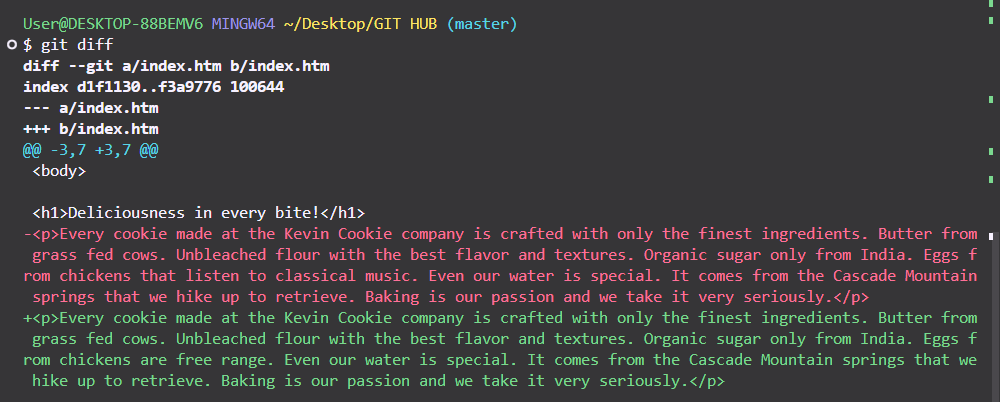 User@DESKTOP-88BEMV6 MINGW64 ~/Desktop/GIT HUB (master)
$ git diff
diff --git a/index.htm b/index.htm
index d1f1130..f3a9776 100644
--- a/index.htm
+++ b/index.htm
@@ -3,7 +3,7 @@
 <body>

 <h1>Deliciousness in every bite!</h1>
-<p>Every cookie made at the Kevin Cookie company is crafted with only the finest ingredients. Butter from
 grass fed cows. Unbleached flour with the best flavor and textures. Organic sugar only from India. Eggs f
rom chickens that listen to classical music. Even our water is special. It comes from the Cascade Mountain
 springs that we hike up to retrieve. Baking is our passion and we take it very seriously.</p>
+<p>Every cookie made at the Kevin Cookie company is crafted with only the finest ingredients. Butter from
 grass fed cows. Unbleached flour with the best flavor and textures. Organic sugar only from India. Eggs f
rom chickens are free range. Even our water is special. It comes from the Cascade Mountain springs that we
 hike up to retrieve. Baking is our passion and we take it very seriously.</p>